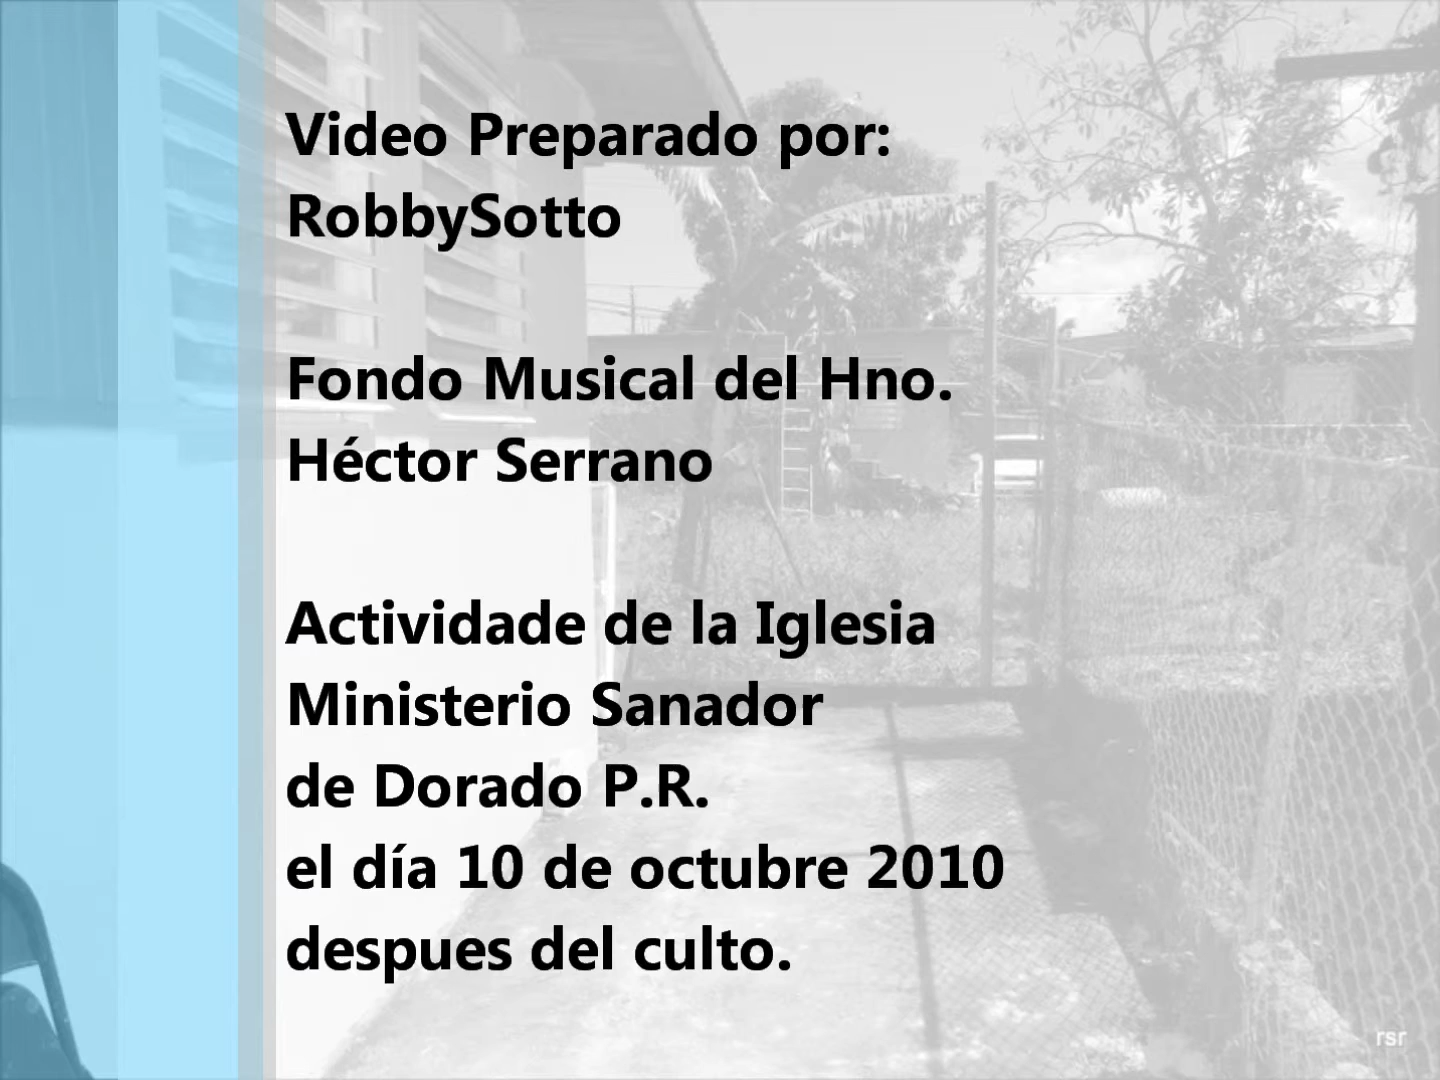 Video Preparado por:
RobbySotto
Fondo Musical del Hno.
Héctor Serrano
Actividade de la Iglesia
Ministerio Sanador
de Dorado P.R.
el día 10 de octubre 2010
despues del culto.
rsr